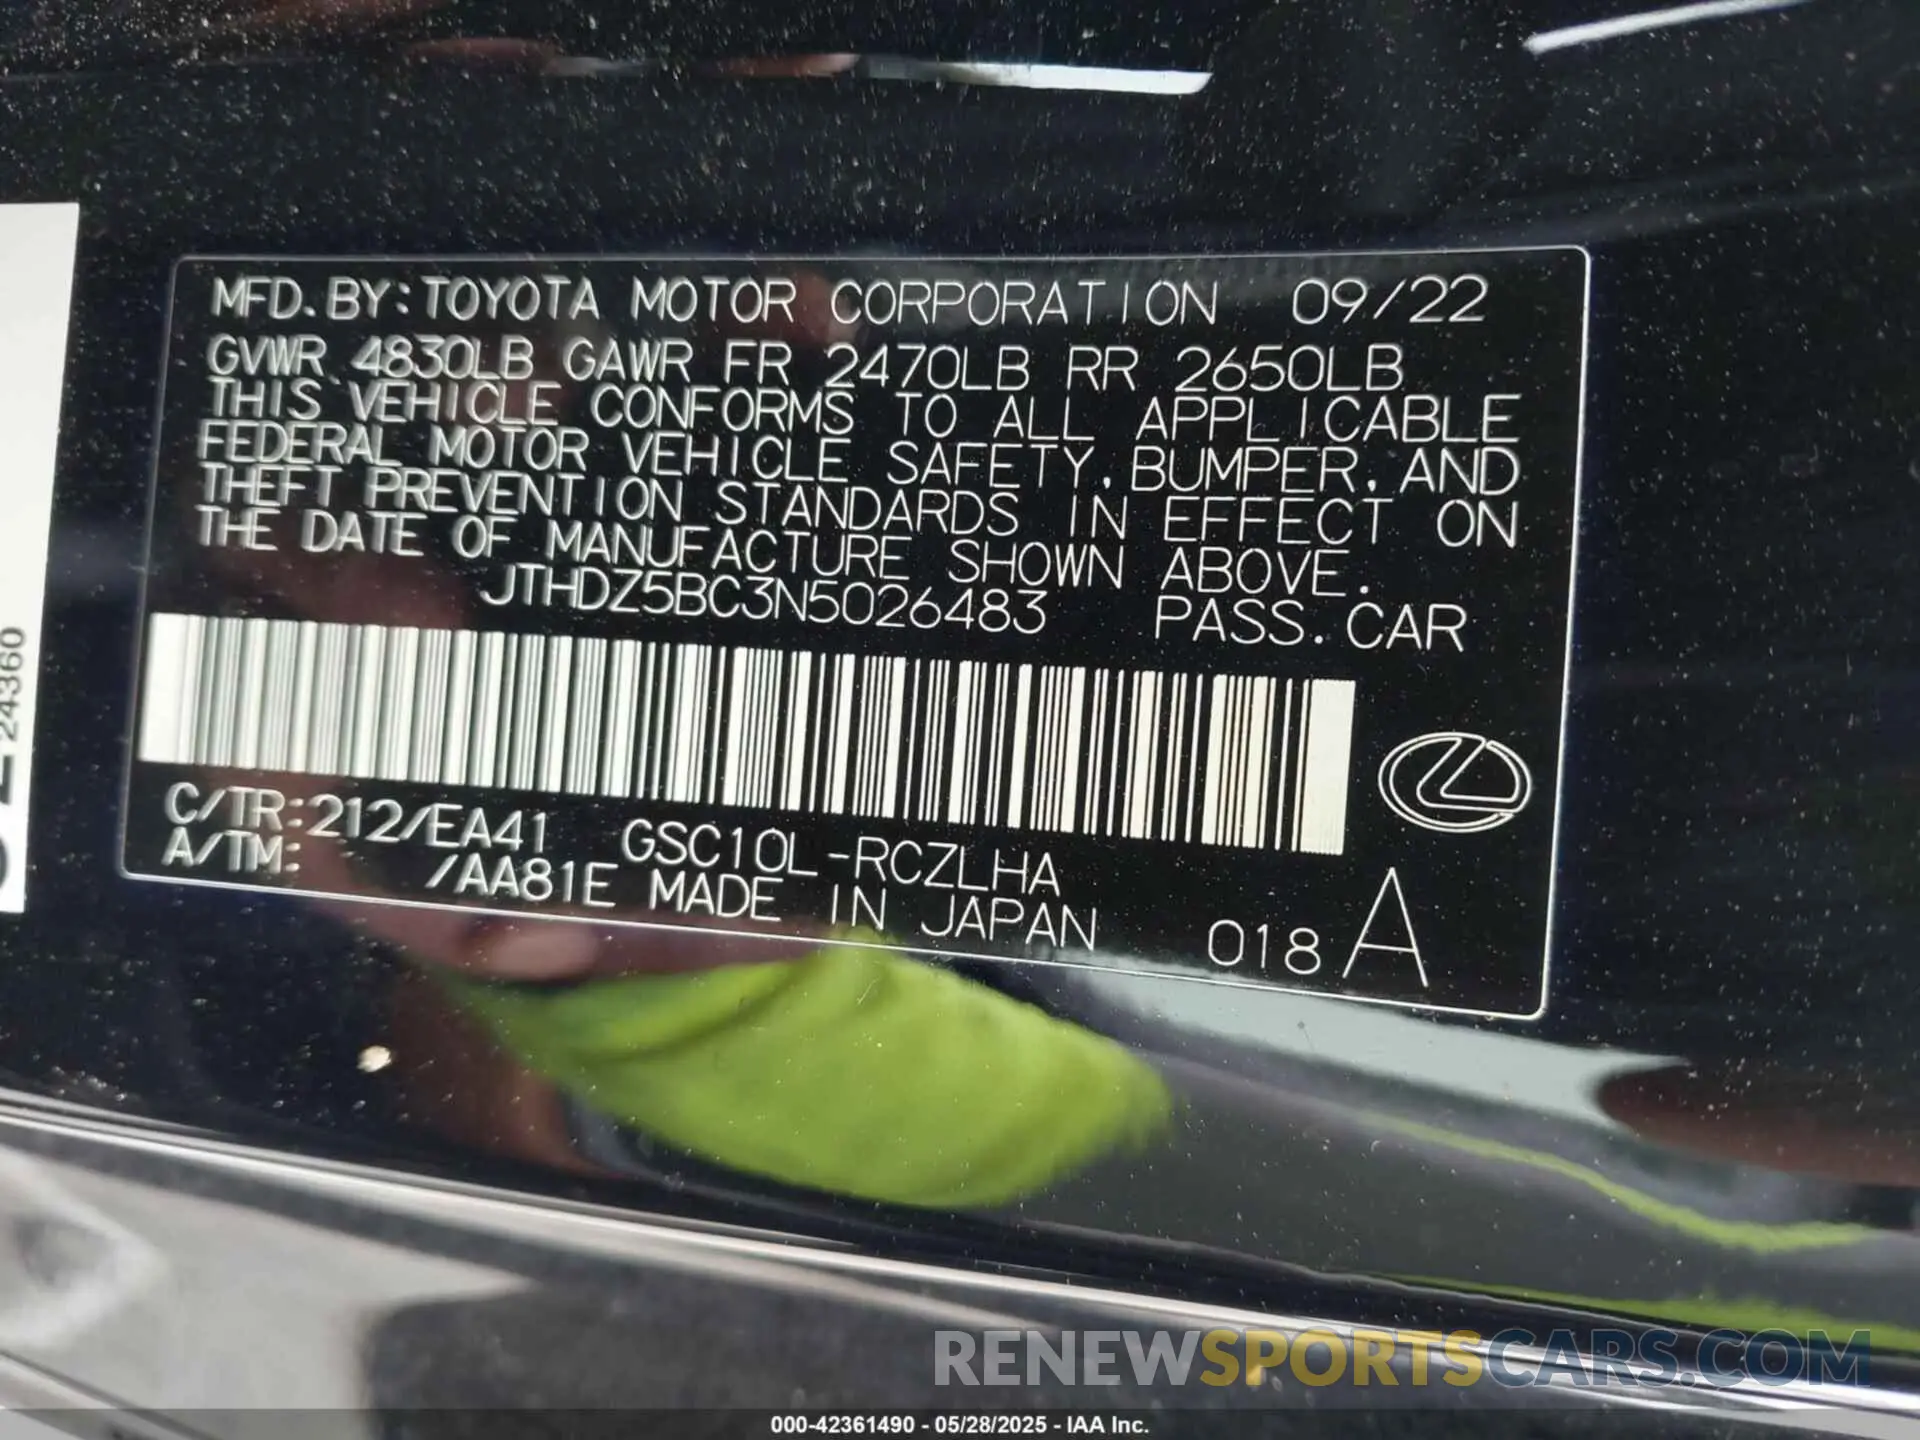 MFD. BY: TOYOTA MOTOR CORPORATION 09/22
GVWR 4830LB GAWR FR 2470LB RR 2650LB
THIS VEHICLE CONFORMS TO ALL APPLICABLE
FEDERAL MOTOR VEHICLE SAFETY, BUMPER, AND
THEFT PREVENTION STANDARDS IN EFFECT ON
THE DATE OF MANUFACTURE SHOWN ABOVE.
JTHDZ5BC3N5026483 PASS. CAR
C/TR: 212/EA41 GSC10L-RCZLHA
A/TM: /AA81E MADE IN JAPAN 018 A
24360
RENEWSPORTSCARS.COM
000-42361490 - 05/28/2025 - IAA Inc.